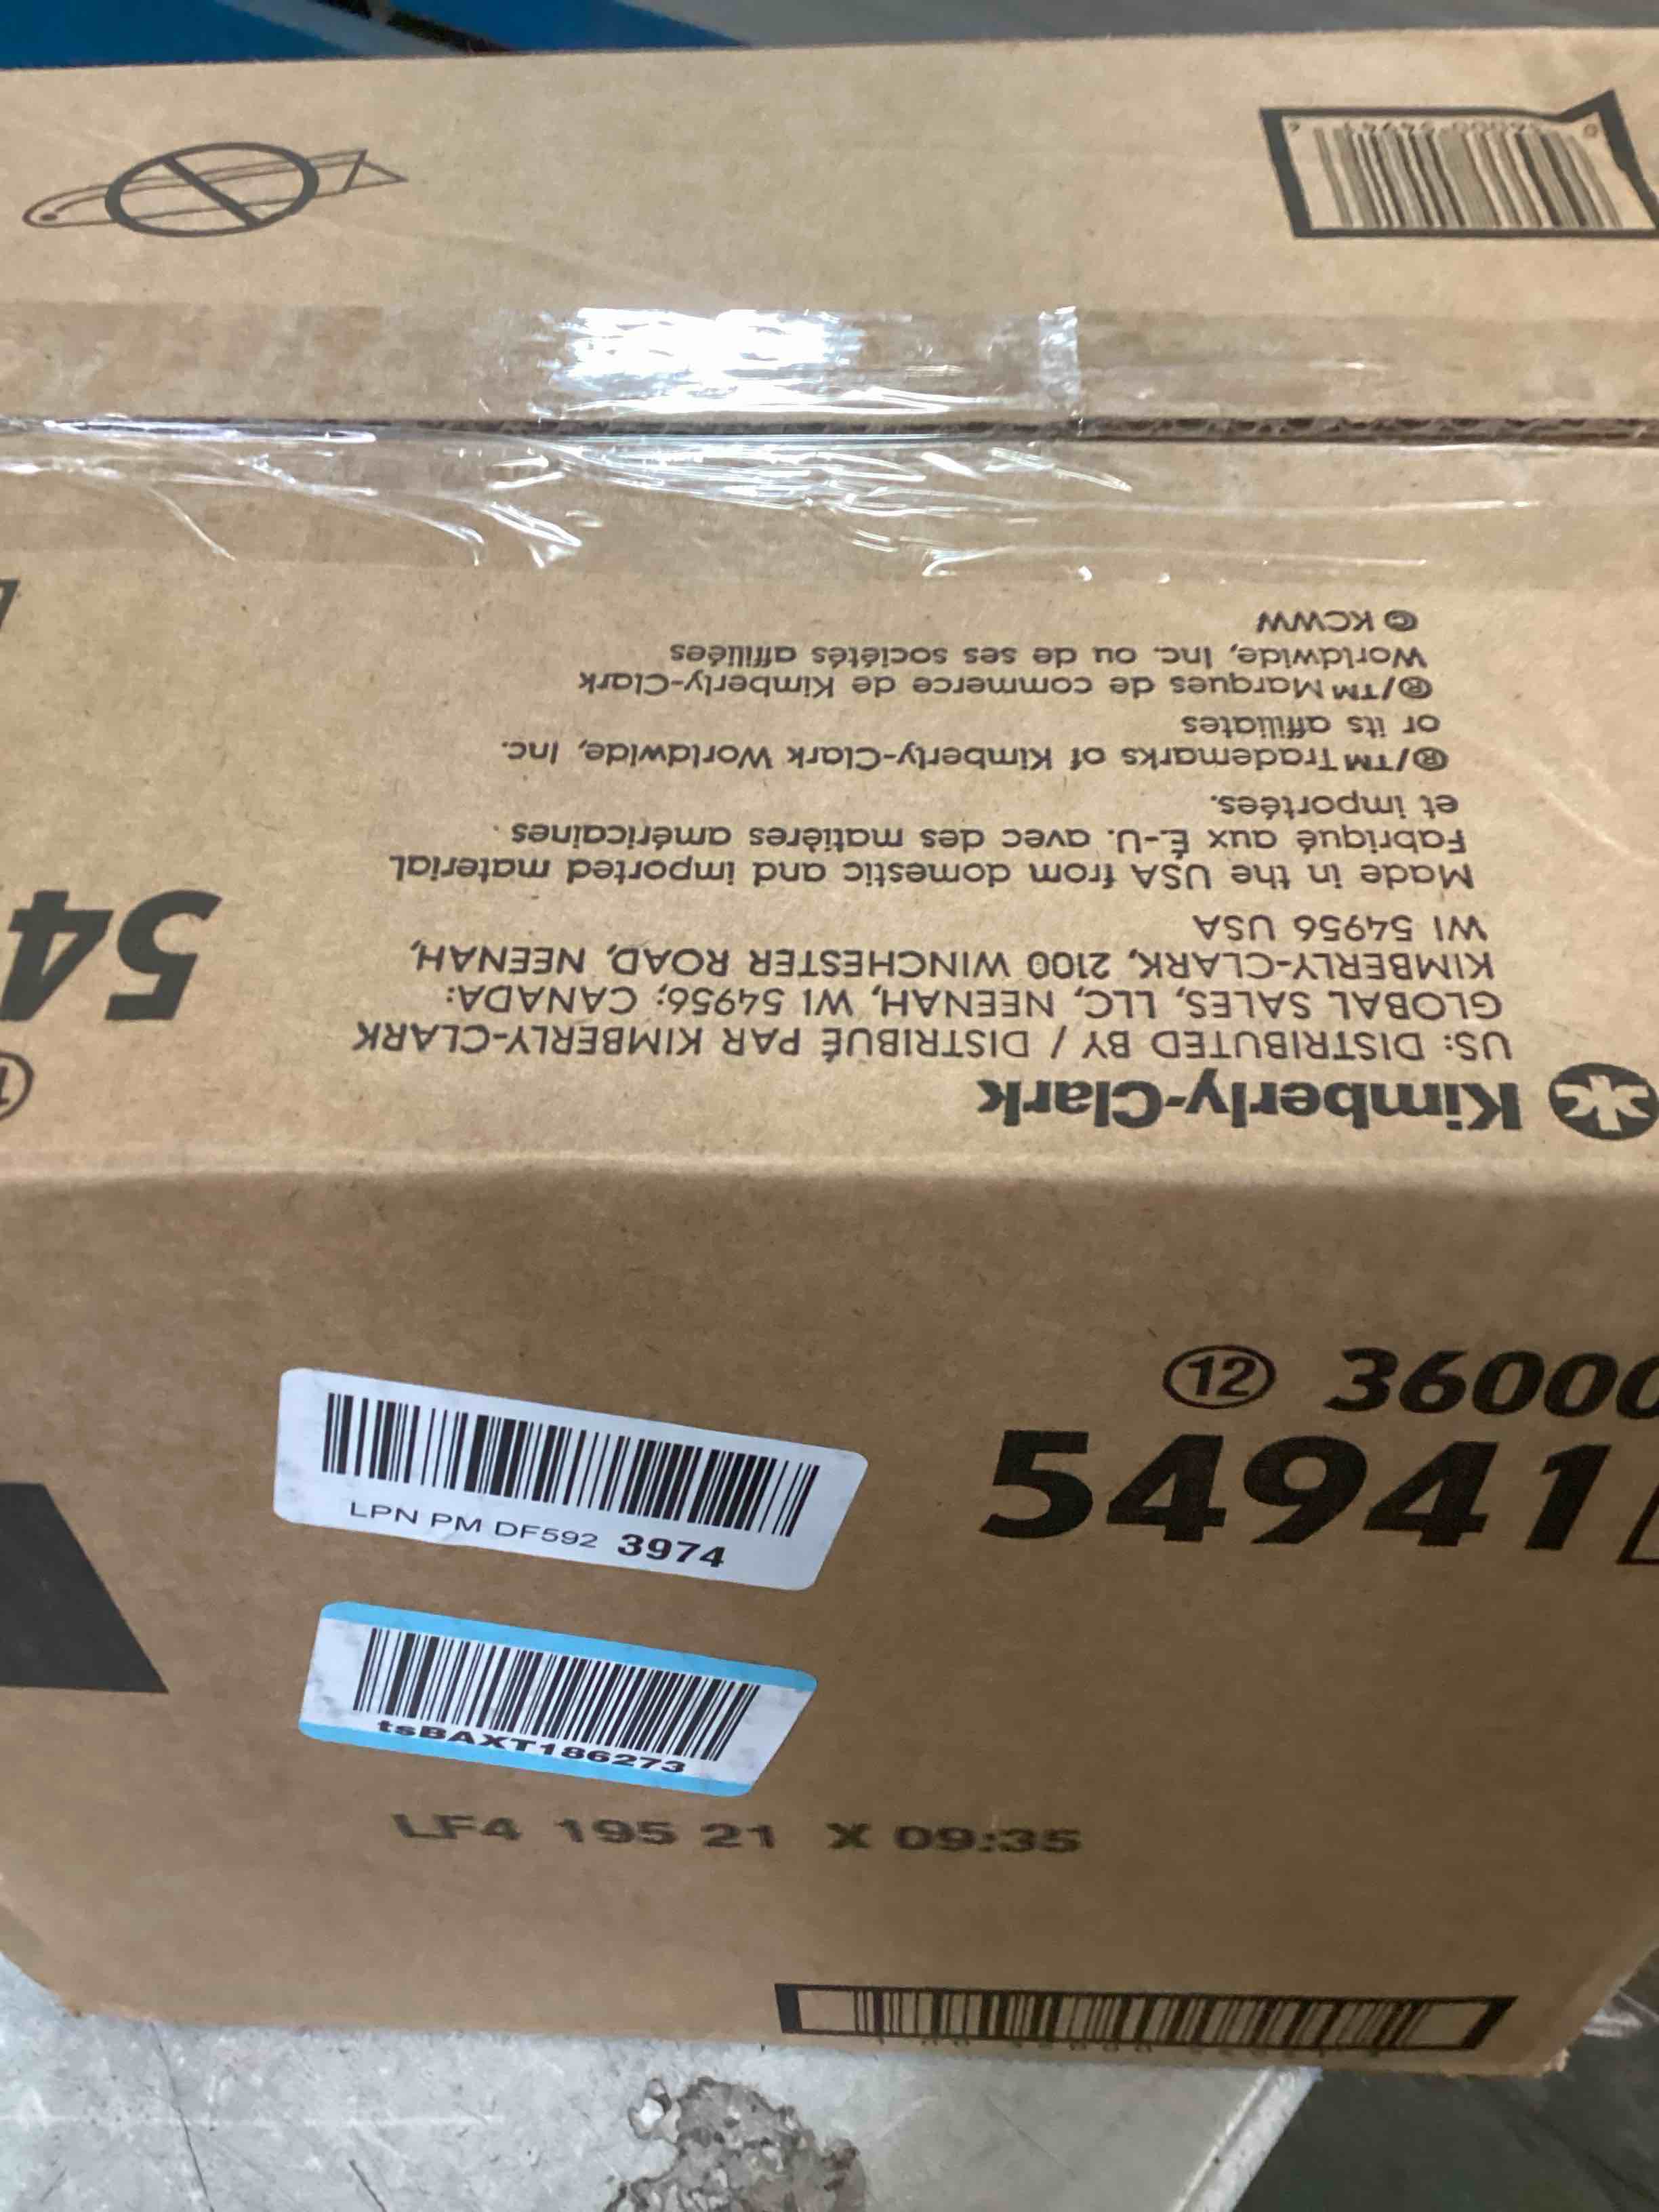 Kimberly-Clark
US: DISTRIBUTED BY / DISTRIBUÉ PAR KIMBERLY-CLARK
GLOBAL SALES, LLC, NEENAH, WI 54956; CANADA:
KIMBERLY-CLARK, 2100 WINCHESTER ROAD, NEENAH,
WI 54956 USA
Made in the USA from domestic and imported material
Fabriqué aux É.-U. avec des matières américaines
et importées.
®/TM Trademarks of Kimberly-Clark Worldwide, Inc.
or its affiliates
®/TM Marques de commerce de Kimberly-Clark
Worldwide, Inc. ou de ses sociétés affiliées
© KCWW
54
12 36000
54941
LPN PM DF592 3974
tsBAXT186273
LF4 195 21 X 09:35